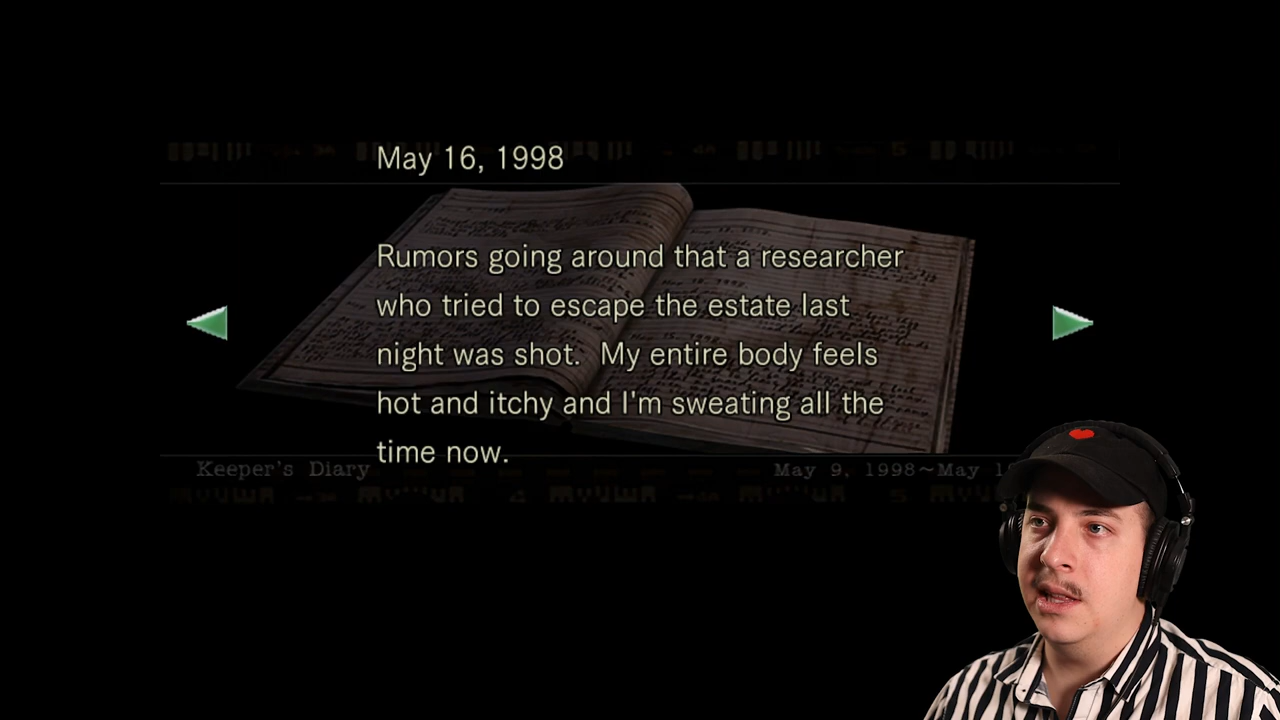 May 16, 1998
Rumors going around that a researcher
who tried to escape the estate last
night was shot. My entire body feels
hot and itchy and I'm sweating all the
time now.
Keeper's Diary
May 9, 1998~May 1